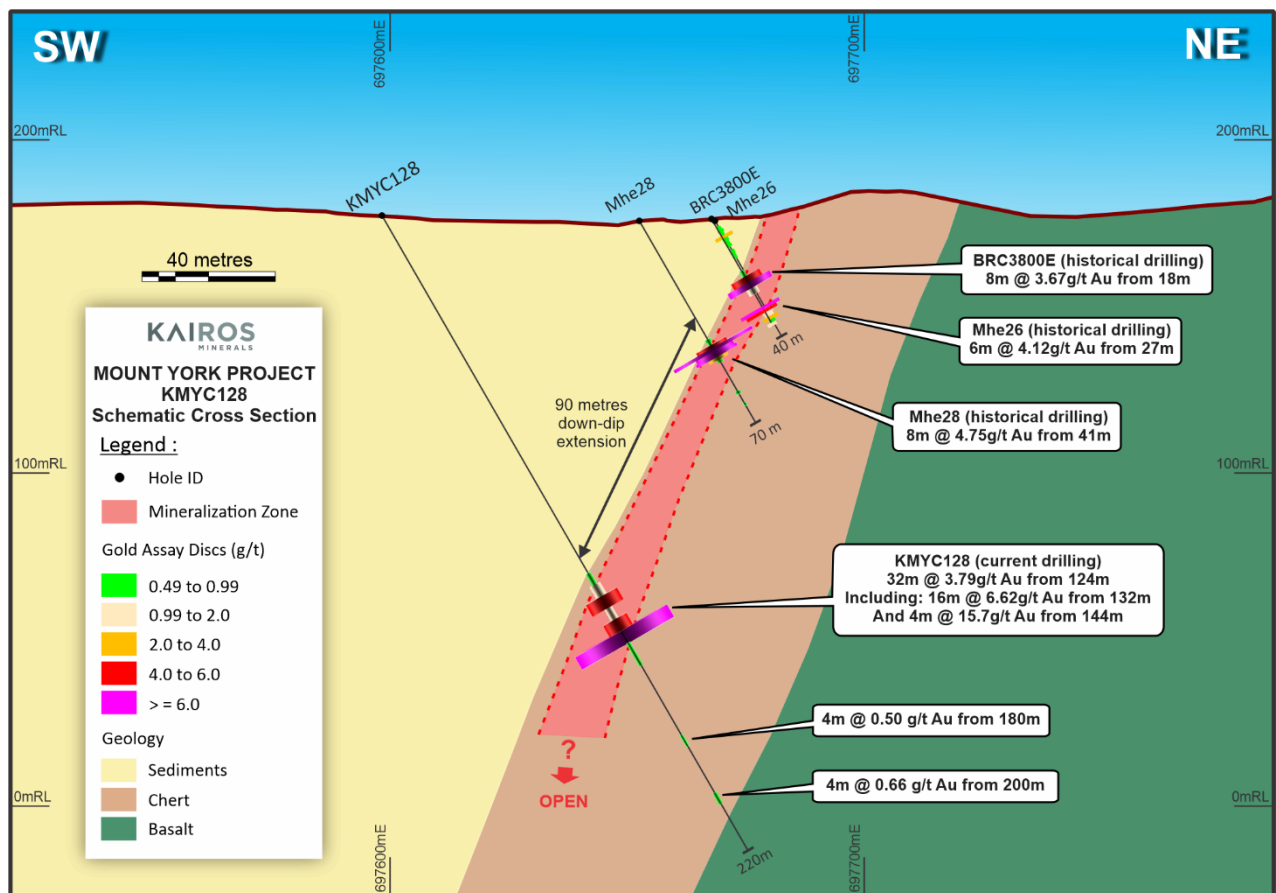 SW
NE
697600mE
697700mE
200mRL
200mRL
KMYC128
Mhe28
BRC3800E
Mhe26
40 metres
BRC3800E (historical drilling)
8m @ 3.67g/t Au from 18m
Mhe26 (historical drilling)
6m @ 4.12g/t Au from 27m
40 m
Mhe28 (historical drilling)
8m @ 4.75g/t Au from 41m
70 m
90 metres
down-dip
extension
100mRL
100mRL
KAIROS
MINERALS
MOUNT YORK PROJECT
KMYC128
Schematic Cross Section
Legend :
Hole ID
Mineralization Zone
Gold Assay Discs (g/t)
0.49 to 0.99
0.99 to 2.0
2.0 to 4.0
4.0 to 6.0
> = 6.0
Geology
Sediments
Chert
Basalt
KMYC128 (current drilling)
32m @ 3.79g/t Au from 124m
Including: 16m @ 6.62g/t Au from 132m
And 4m @ 15.7g/t Au from 144m
4m @ 0.50 g/t Au from 180m
4m @ 0.66 g/t Au from 200m
?
OPEN
0mRL
0mRL
220m
697600mE
697700mE